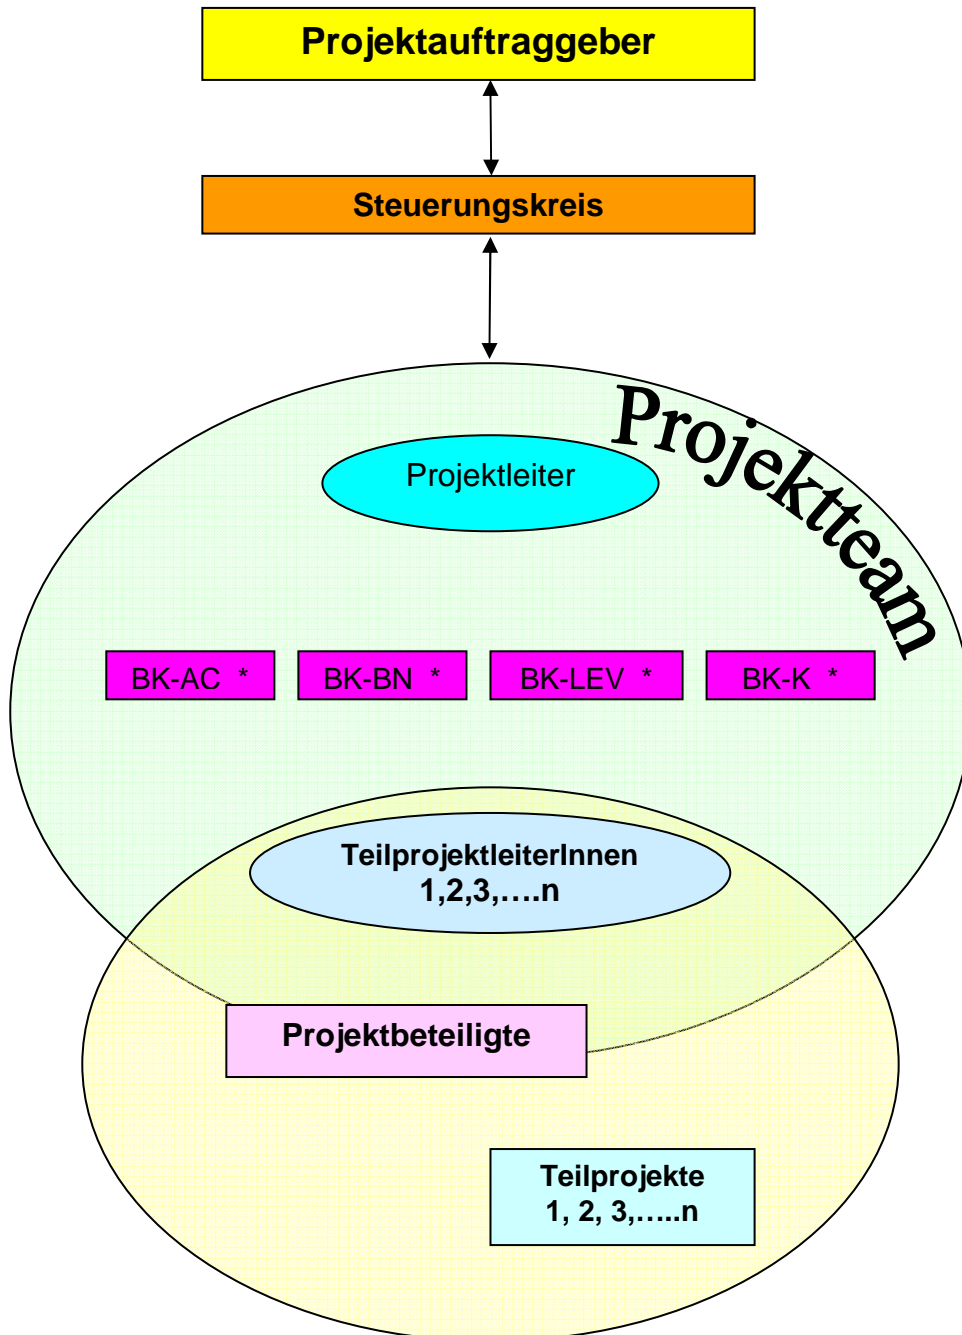 Projektauftraggeber
Steuerungskreis
Projektteam
Projektleiter
BK-AC *
BK-BN *
BK-LEV *
BK-K *
TeilprojektleiterInnen
1,2,3,….n
Projektbeteiligte
Teilprojekte
1, 2, 3,…..n